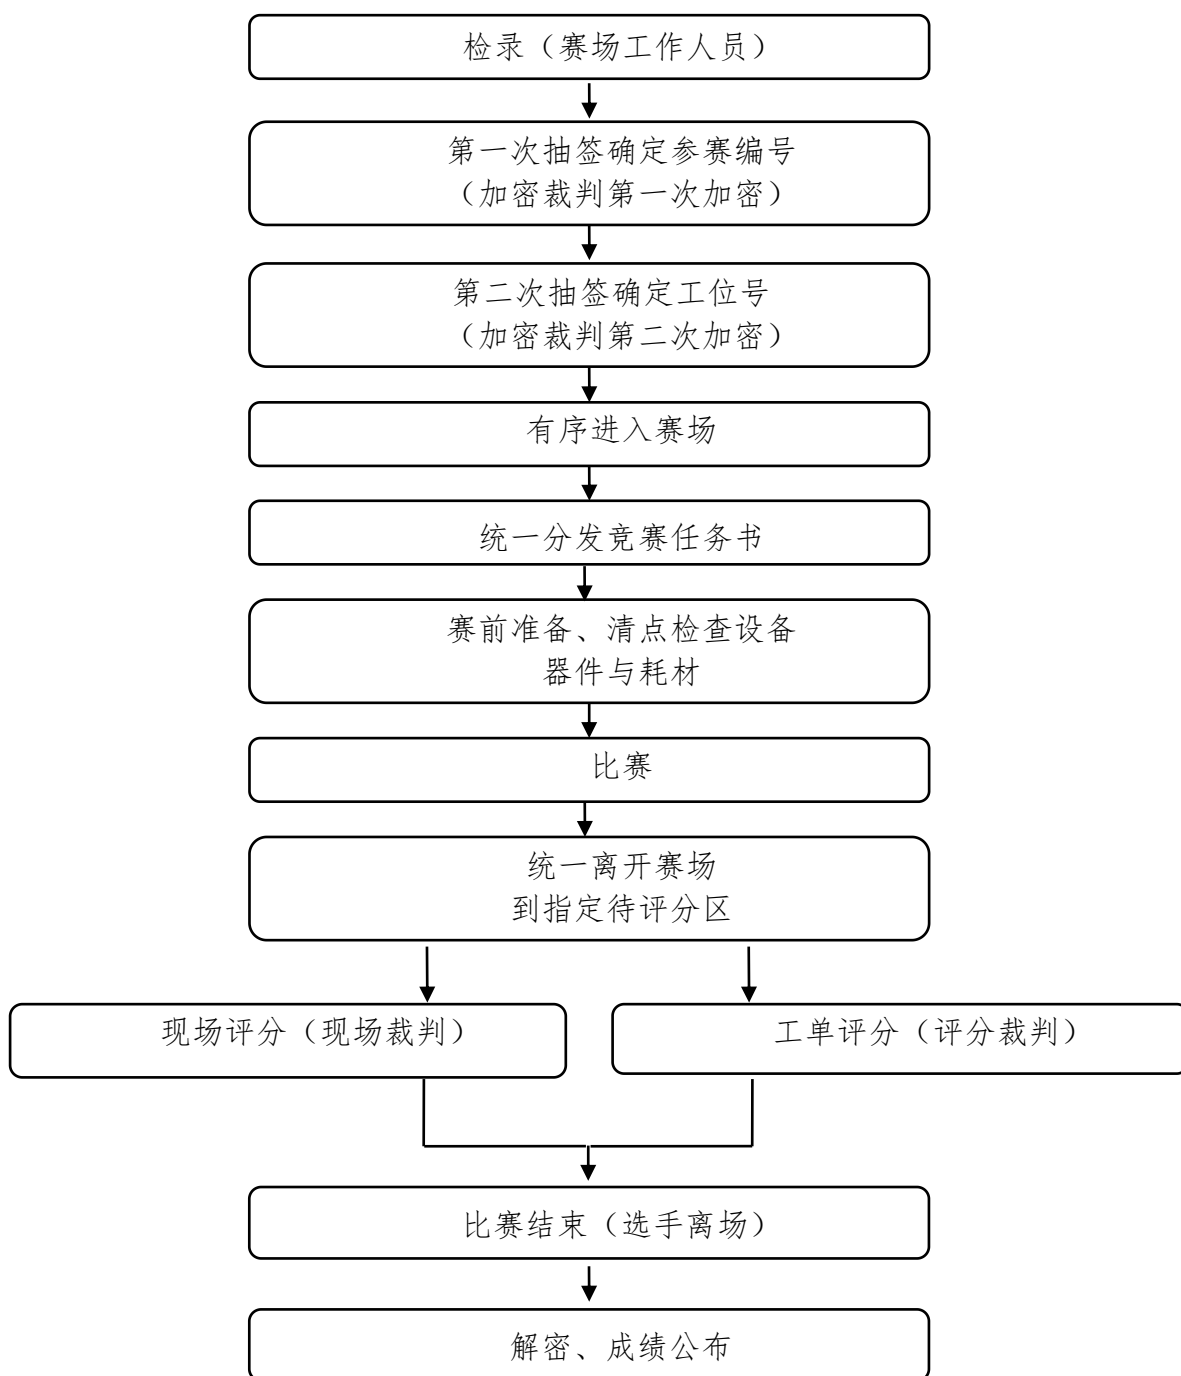 检录（赛场工作人员）
第一次抽签确定参赛编号
（加密裁判第一次加密）
第二次抽签确定工位号
（加密裁判第二次加密）
有序进入赛场
统一分发竞赛任务书
赛前准备、清点检查设备
器件与耗材
比赛
统一离开赛场
到指定待评分区
现场评分（现场裁判）
工单评分（评分裁判）
比赛结束（选手离场）
解密、成绩公布